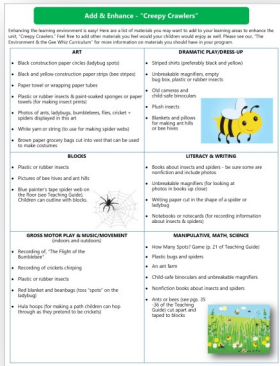 Add & Enhance - "Creepy Crawlers"
Enhancing the learning environment is easy! Here are a list of materials you may want to add to your learning areas to enhance the
unit, "Creepy Crawlers." Feel free to add other materials you feel would your children would enjoy as well. Please see our, "The
Environment & the Gee Whiz Curriculum" for more information on materials you should have in your program.
ART
Black construction paper circles (ladybug spots)
Black and yellow construction paper strips (bee stripes)
Paper towel or wrapping paper tubes
Plastic or rubber insects & paint-soaked sponges or paper
towels (for making insect prints)
Photos of ants, ladybugs, bumblebees, flies, cricket +
spiders displayed in this art
White yarn or string (to use for making spider webs)
Brown paper grocery bags cut into vest that can be used
to make costumes
DRAMATIC PLAY/DRESS-UP
Striped shirts (preferably black and yellow)
Unbreakable magnifiers, empty
bug box, plastic or rubber insects
Old cameras and
child-safe binoculars
Plush insects
Blankets and pillows
for making ant hills
or bee hives
BLOCKS
Plastic or rubber insects
Pictures of bee hives and ant hills
Blue painter's tape spider web on
the floor (see Teaching Guide).
Children can outline with blocks.
LITERACY & WRITING
Books about insects and spiders - be sure some are
nonfiction and include photos
Unbreakable magnifiers (for looking at
photos in books up close)
Writing paper cut in the shape of a spider or
ladybug
Notebooks or notecards (for recording information
about insects & spiders)
GROSS MOTOR PLAY & MUSIC/MOVEMENT
(indoors and outdoors)
Recording of, "The Flight of the
Bumblebee"
Recording of crickets chirping
Plastic or rubber insects
Red blanket and beanbags (toss "spots" on the
ladybug)
Hula hoops (for making a path children can hop
through as they pretend to be crickets)
MANIPULATIVE, MATH, SCIENCE
How Many Spots? Game (p. 21 of Teaching Guide)
Plastic bugs and spiders
An ant farm
Child-safe binoculars and unbreakable magnifiers
Nonfiction books about insects and spiders
Ants or bees (see pgs. 35
-36 of the Teaching
Guide) cut apart and
taped to blocks